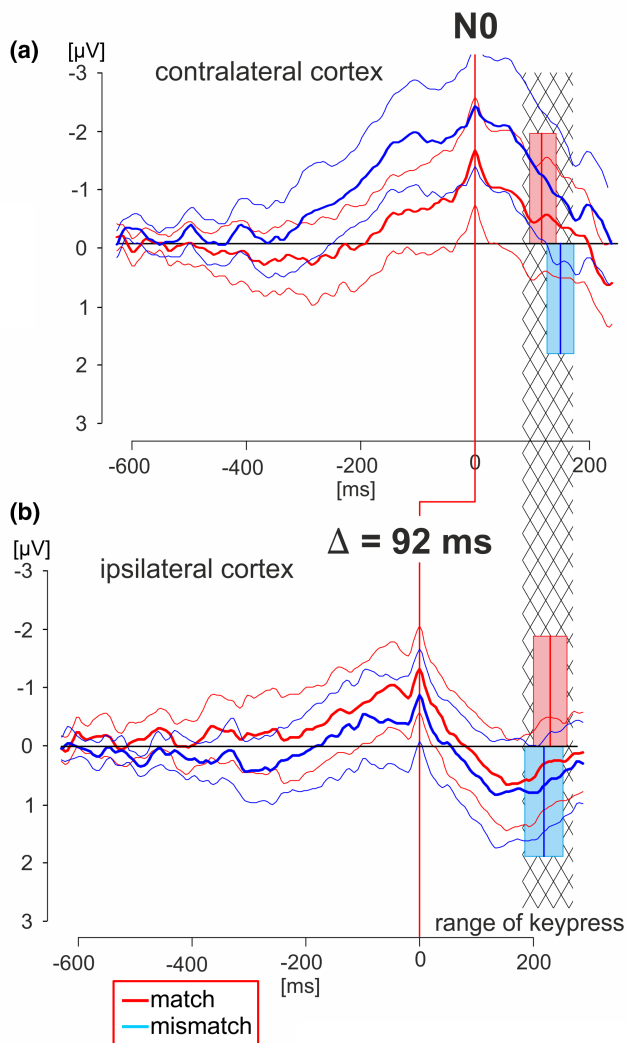 N0
(a)
[µV]
contralateral cortex
-3
-2
-1
0
1
2
3
-600 -400 -200 0 200
[ms]
(b)
[µV]
Δ = 92 ms
ipsilateral cortex
-3
-2
-1
0
1
2
3
range of keypress
-600 -400 -200 0 200
[ms]
match
mismatch